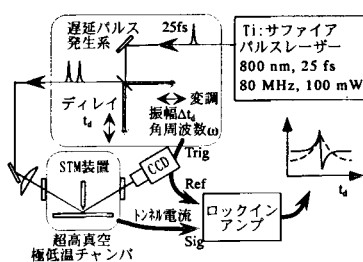 遅延パルス
発生系
25fs
Ti:サファイア
パルスレーザー
800 nm, 25 fs
80 MHz, 100 mW
ディレイ
td
変調
振幅Δtd
角周波数ω
STM装置
CCD
Trig
Ref
トンネル電流
Sig
ロックイン
アンプ
td
超高真空
極低温チャンバ